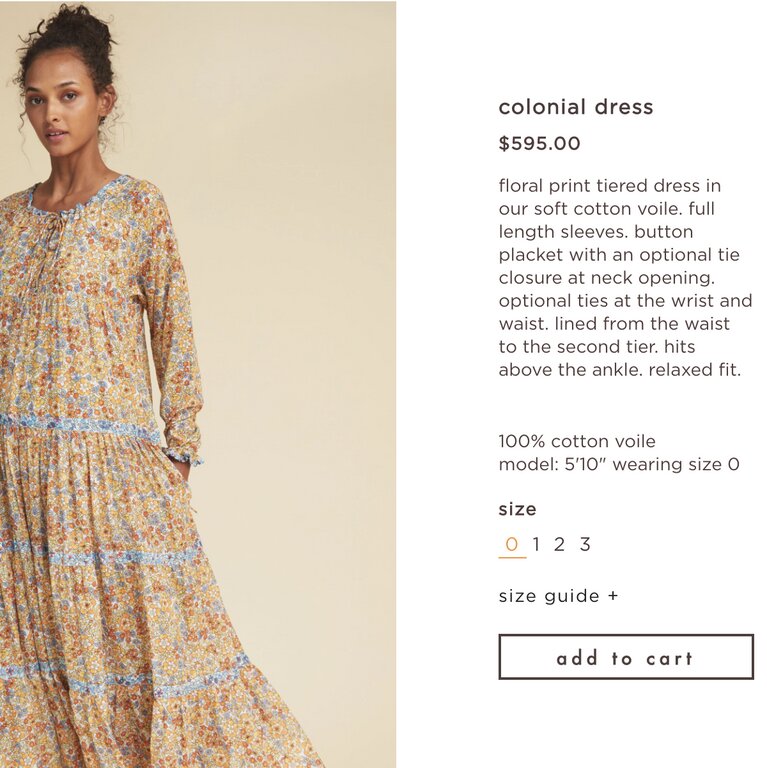 colonial dress
$595.00
floral print tiered dress in
our soft cotton voile. full
length sleeves. button
placket with an optional tie
closure at neck opening.
optional ties at the wrist and
waist. lined from the waist
to the second tier. hits
above the ankle. relaxed fit.
100% cotton voile
model: 5'10" wearing size 0
size
0 1 2 3
size guide +
add to cart